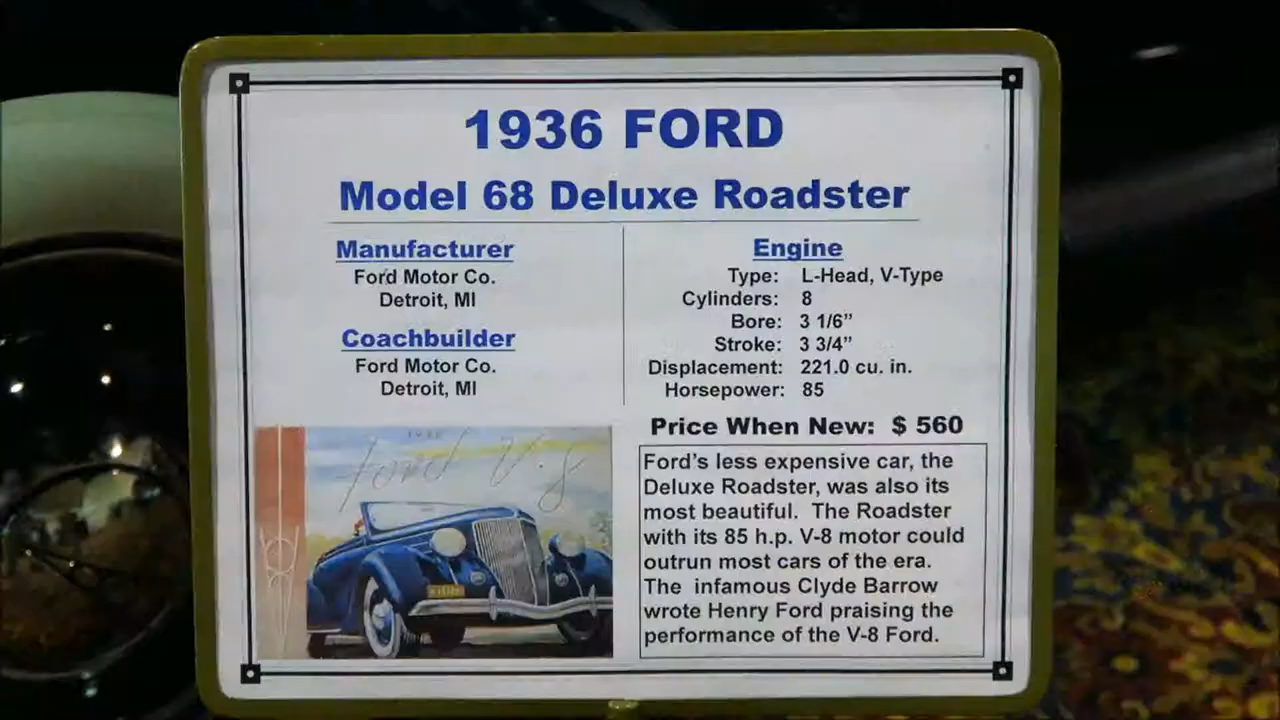 1936 FORD
Model 68 Deluxe Roadster
Manufacturer
Ford Motor Co.
Detroit, MI
Coachbuilder
Ford Motor Co.
Detroit, MI
Engine
Type: L-Head, V-Type
Cylinders: 8
Bore: 3 1/6”
Stroke: 3 3/4”
Displacement: 221.0 cu. in.
Horsepower: 85
Price When New: $ 560
Ford’s less expensive car, the
Deluxe Roadster, was also its
most beautiful. The Roadster
with its 85 h.p. V-8 motor could
outrun most cars of the era.
The infamous Clyde Barrow
wrote Henry Ford praising the
performance of the V-8 Ford.
Ford V-8
V8